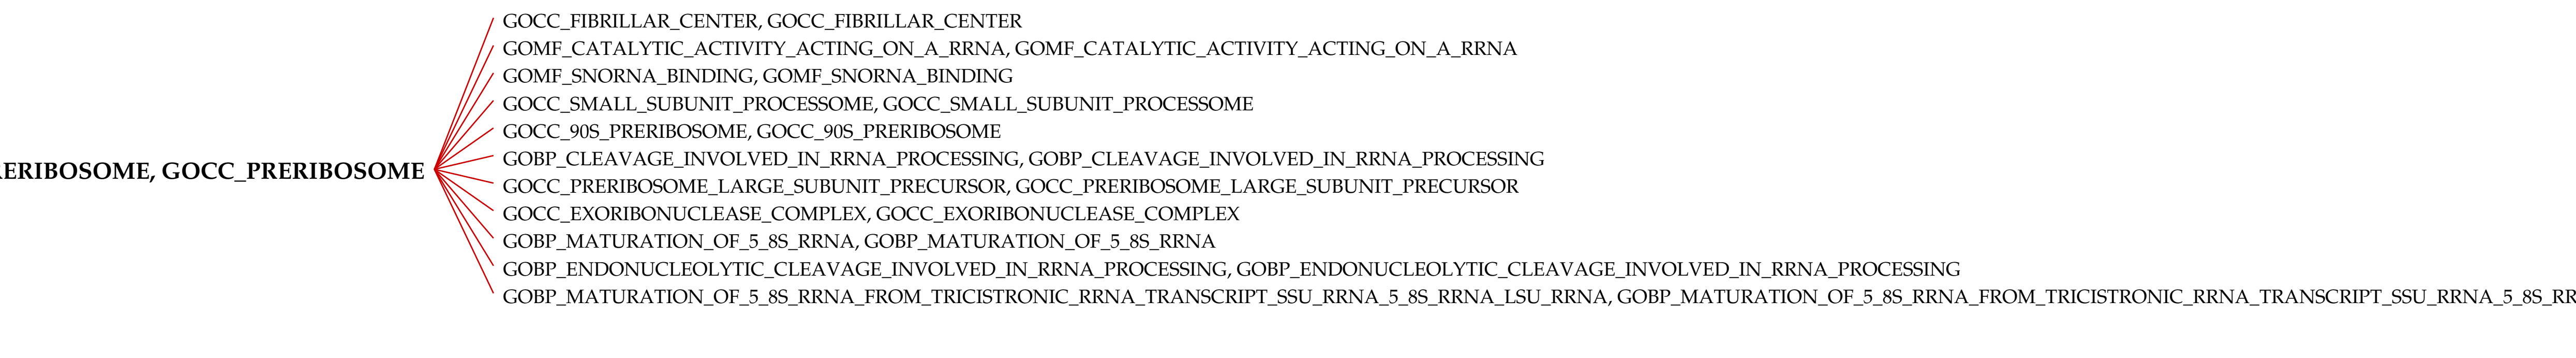 GOCC_FIBRILLAR_CENTER, GOCC_FIBRILLAR_CENTER
GOMF_CATALYTIC_ACTIVITY_ACTING_ON_A_RRNA, GOMF_CATALYTIC_ACTIVITY_ACTING_ON_A_RRNA
GOMF_SNORNA_BINDING, GOMF_SNORNA_BINDING
GOCC_SMALL_SUBUNIT_PROCESSOME, GOCC_SMALL_SUBUNIT_PROCESSOME
GOCC_90S_PRERIBOSOME, GOCC_90S_PRERIBOSOME
GOBP_CLEAVAGE_INVOLVED_IN_RRNA_PROCESSING, GOBP_CLEAVAGE_INVOLVED_IN_RRNA_PROCESSING
ERIBOSOME, GOCC_PRERIBOSOME
GOCC_PRERIBOSOME_LARGE_SUBUNIT_PRECURSOR, GOCC_PRERIBOSOME_LARGE_SUBUNIT_PRECURSOR
GOCC_EXORIBONUCLEASE_COMPLEX, GOCC_EXORIBONUCLEASE_COMPLEX
GOBP_MATURATION_OF_5_8S_RRNA, GOBP_MATURATION_OF_5_8S_RRNA
GOBP_ENDONUCLEOLYTIC_CLEAVAGE_INVOLVED_IN_RRNA_PROCESSING, GOBP_ENDONUCLEOLYTIC_CLEAVAGE_INVOLVED_IN_RRNA_PROCESSING
GOBP_MATURATION_OF_5_8S_RRNA_FROM_TRICISTRONIC_RRNA_TRANSCRIPT_SSU_RRNA_5_8S_RRNA_LSU_RRNA, GOBP_MATURATION_OF_5_8S_RRNA_FROM_TRICISTRONIC_RRNA_TRANSCRIPT_SSU_RRNA_5_8S_RR